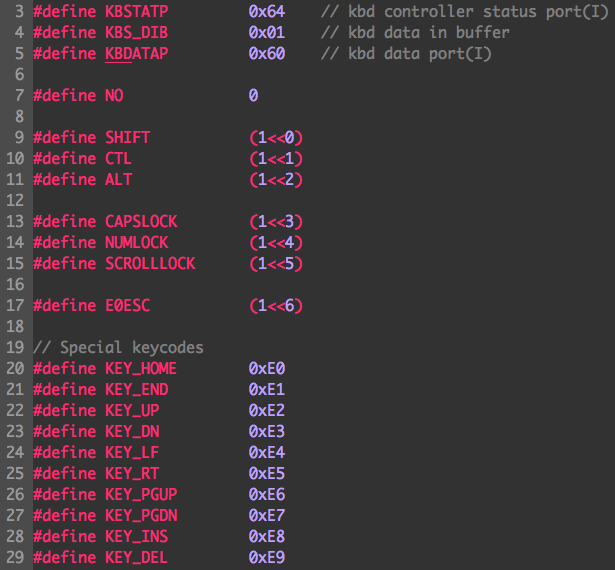 3 #define KBSTATP 0x64 // kbd controller status port(I)
4 #define KBS_DIB 0x01 // kbd data in buffer
5 #define KBDATAP 0x60 // kbd data port(I)
6
7 #define NO 0
8
9 #define SHIFT (1<<0)
10 #define CTL (1<<1)
11 #define ALT (1<<2)
12
13 #define CAPSLOCK (1<<3)
14 #define NUMLOCK (1<<4)
15 #define SCROLLLOCK (1<<5)
16
17 #define E0ESC (1<<6)
18
19 // Special keycodes
20 #define KEY_HOME 0xE0
21 #define KEY_END 0xE1
22 #define KEY_UP 0xE2
23 #define KEY_DN 0xE3
24 #define KEY_LF 0xE4
25 #define KEY_RT 0xE5
26 #define KEY_PGUP 0xE6
27 #define KEY_PGDN 0xE7
28 #define KEY_INS 0xE8
29 #define KEY_DEL 0xE9